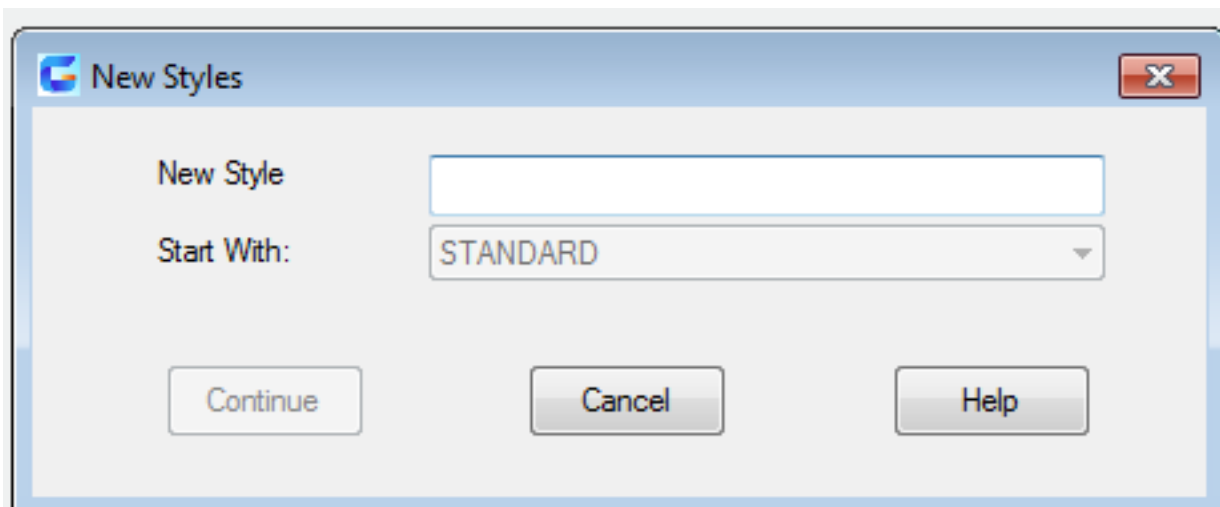 New Styles
New Style
Start With: STANDARD
Continue Cancel Help